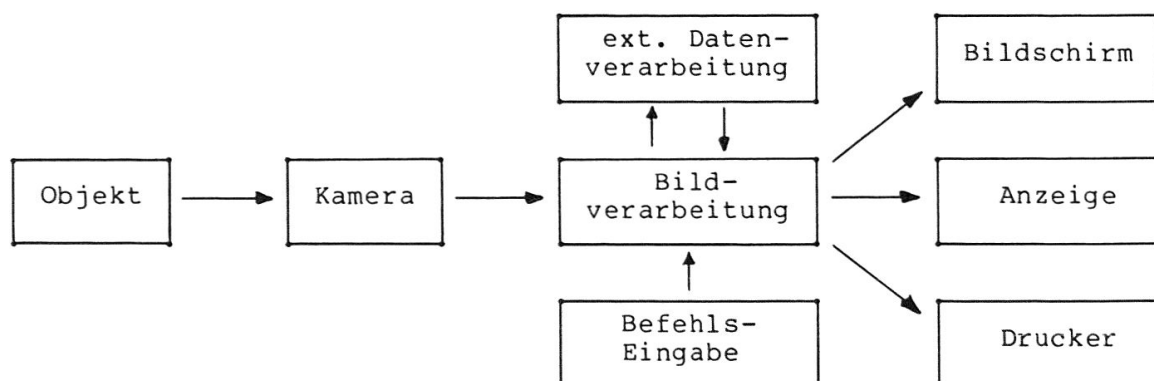 ext. Daten-
verarbeitung
Bildschirm
Objekt
Kamera
Bild-
verarbeitung
Anzeige
Befehls-
Eingabe
Drucker